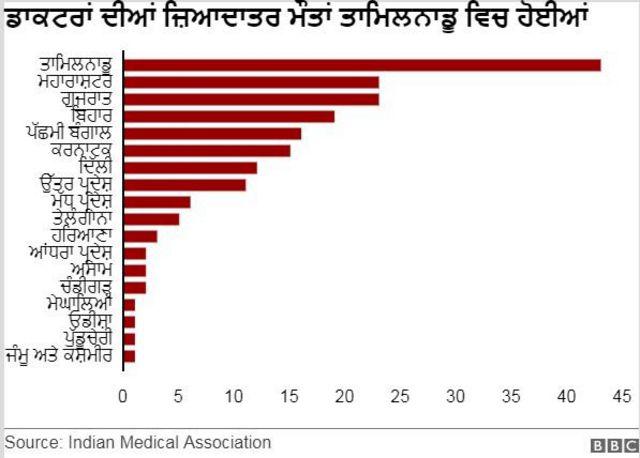 ਡਾਕਟਰਾਂ ਦੀਆਂ ਜ਼ਿਆਦਾਤਰ ਮੌਤਾਂ ਤਾਮਿਲਨਾਡੂ ਵਿਚ ਹੋਈਆਂ
ਤਾਮਿਲਨਾਡੂ
ਮਹਾਰਾਸ਼ਟਰ
ਗੁਜਰਾਤ
ਬਿਹਾਰ
ਪੱਛਮੀ ਬੰਗਾਲ
ਕਰਨਾਟਕ
ਦਿੱਲੀ
ਉੱਤਰ ਪ੍ਰਦੇਸ਼
ਮੱਧ ਪ੍ਰਦੇਸ਼
ਤੇਲੰਗਾਨਾ
ਹਰਿਆਣਾ
ਆਂਧਰਾ ਪ੍ਰਦੇਸ਼
ਅਸਾਮ
ਚੰਡੀਗੜ੍ਹ
ਮੇਘਾਲਿਆ
ਓਡੀਸ਼ਾ
ਪੁੱਡੂਚੇਰੀ
ਜੰਮੂ ਅਤੇ ਕਸ਼ਮੀਰ
0 5 10 15 20 25 30 35 40 45
Source: Indian Medical Association
BBC